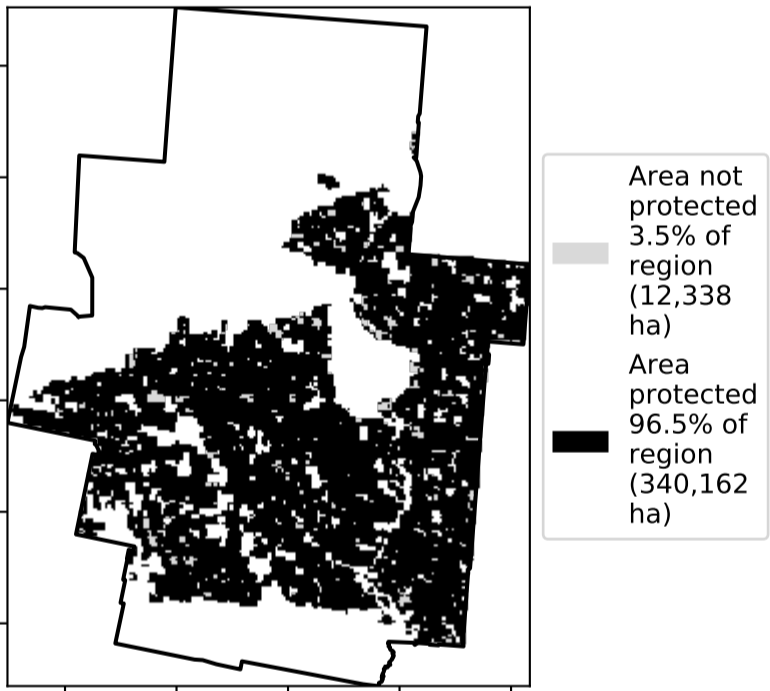 Area not
protected
3.5% of
region
(12,338
ha)
Area
protected
96.5% of
region
(340,162
ha)